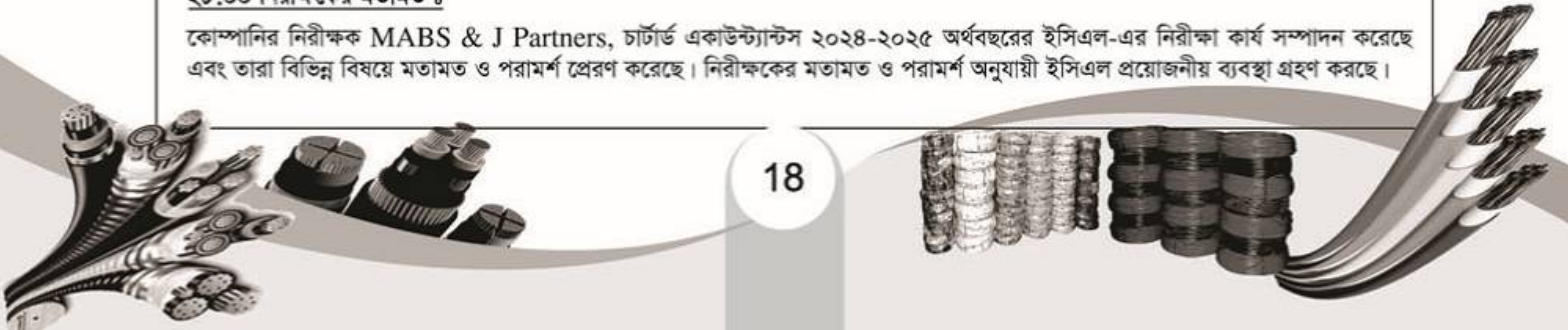 কোম্পানির নিরীক্ষক MABS & J Partners, চার্টার্ড একাউন্ট্যান্টস ২০২৪-২০২৫ অর্থবছরের ইসিএল-এর নিরীক্ষা কার্য সম্পাদন করেছে
এবং তারা বিভিন্ন বিষয়ে মতামত ও পরামর্শ প্রেরণ করেছে। নিরীক্ষকের মতামত ও পরামর্শ অনুযায়ী ইসিএল প্রয়োজনীয় ব্যবস্থা গ্রহণ করছে।
18